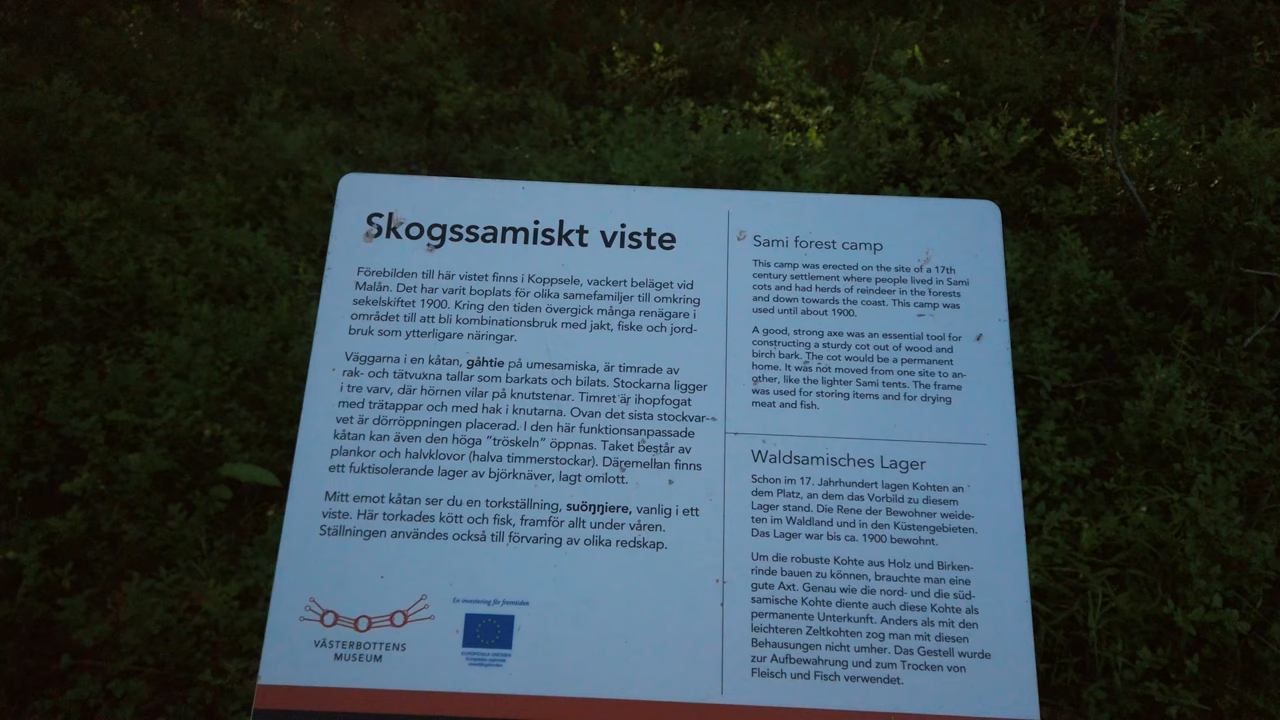 Skogssamiskt viste
Förebilden till här vistet finns i Koppsele, vackert beläget vid
Malån. Det har varit boplats för olika samefamiljer till omkring
sekelskiftet 1900. Kring den tiden övergick många renägare i
området till att bli kombinationsbruk med jakt, fiske och jord-
bruk som ytterligare näringar.
Väggarna i en kåtan, gåhtie på umesamiska, är timrade av
rak- och tätvuxna tallar som barkats och bilats. Stockarna ligger
i tre varv, där hörnen vilar på knutstenar. Timret är ihopfogat
med trätappar och med hak i knutarna. Ovan det sista stockvar-
vet är dörröppningen placerad. I den här funktionsanpassade
kåtan kan även den höga "tröskeln" öppnas. Taket består av
plankor och halvklovor (halva timmerstockar). Däremellan finns
ett fuktisolerande lager av björknäver, lagt omlott.
Mitt emot kåtan ser du en torkställning, suöŋŋiere, vanlig i ett
viste. Här torkades kött och fisk, framför allt under våren.
Ställningen användes också till förvaring av olika redskap.
VÄSTERBOTTENS
MUSEUM
En investering för framtiden
EUROPEISKA UNIONEN
Europeiska regionala
utvecklingsfonden
Sami forest camp
This camp was erected on the site of a 17th
century settlement where people lived in Sami
cots and had herds of reindeer in the forests
and down towards the coast. This camp was
used until about 1900.
A good, strong axe was an essential tool for
constructing a sturdy cot out of wood and
birch bark. The cot would be a permanent
home. It was not moved from one site to an-
other, like the lighter Sami tents. The frame
was used for storing items and for drying
meat and fish.
Waldsamisches Lager
Schon im 17. Jahrhundert lagen Kohten an
dem Platz, an dem das Vorbild zu diesem
Lager stand. Die Rene der Bewohner weide-
ten im Waldland und in den Küstengebieten.
Das Lager war bis ca. 1900 bewohnt.
Um die robuste Kohte aus Holz und Birken-
rinde bauen zu können, brauchte man eine
gute Axt. Genau wie die nord- und die süd-
samische Kohte diente auch diese Kohte als
permanente Unterkunft. Anders als mit den
leichteren Zeltkohten zog man mit diesen
Behausungen nicht umher. Das Gestell wurde
zur Aufbewahrung und zum Trocken von
Fleisch und Fisch verwendet.